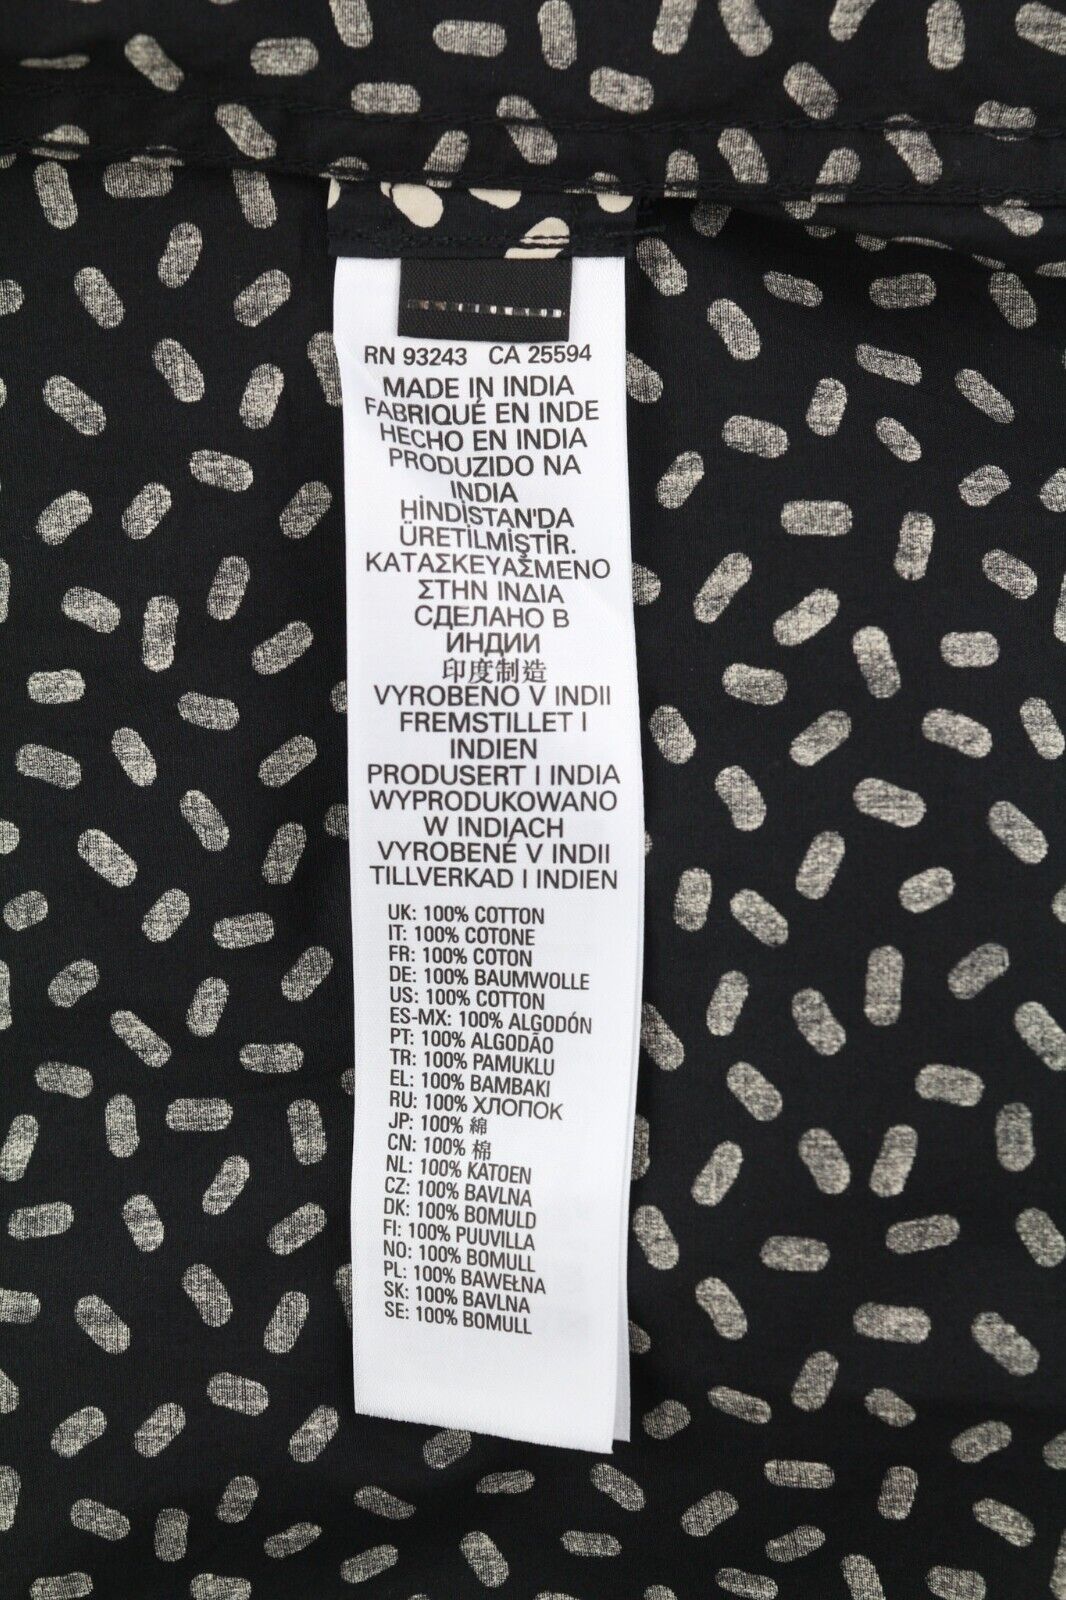 RN 93243 CA 25594
MADE IN INDIA
FABRIQUÉ EN INDE
HECHO EN INDIA
PRODUZIDO NA
INDIA
HİNDİSTAN'DA
ÜRETİLMİŞTİR.
ΚΑΤΑΣΚΕΥΑΣΜΕΝΟ
ΣΤΗΝ ΙΝΔΙΑ
СДЕЛАНО В
ИНДИИ
印度制造
VYROBENO V INDII
FREMSTILLET I
INDIEN
PRODUSERT I INDIA
WYPRODUKOWANO
W INDIACH
VYROBENÉ V INDII
TILLVERKAD I INDIEN
UK: 100% COTTON
IT: 100% COTONE
FR: 100% COTON
DE: 100% BAUMWOLLE
US: 100% COTTON
ES-MX: 100% ALGODÓN
PT: 100% ALGODÃO
TR: 100% PAMUKLU
EL: 100% ΒΑΜΒΑΚΙ
RU: 100% ХЛОПОК
JP: 100% 綿
CN: 100% 棉
NL: 100% KATOEN
CZ: 100% BAVLNA
DK: 100% BOMULD
FI: 100% PUUVILLA
NO: 100% BOMULL
PL: 100% BAWEŁNA
SK: 100% BAVLNA
SE: 100% BOMULL